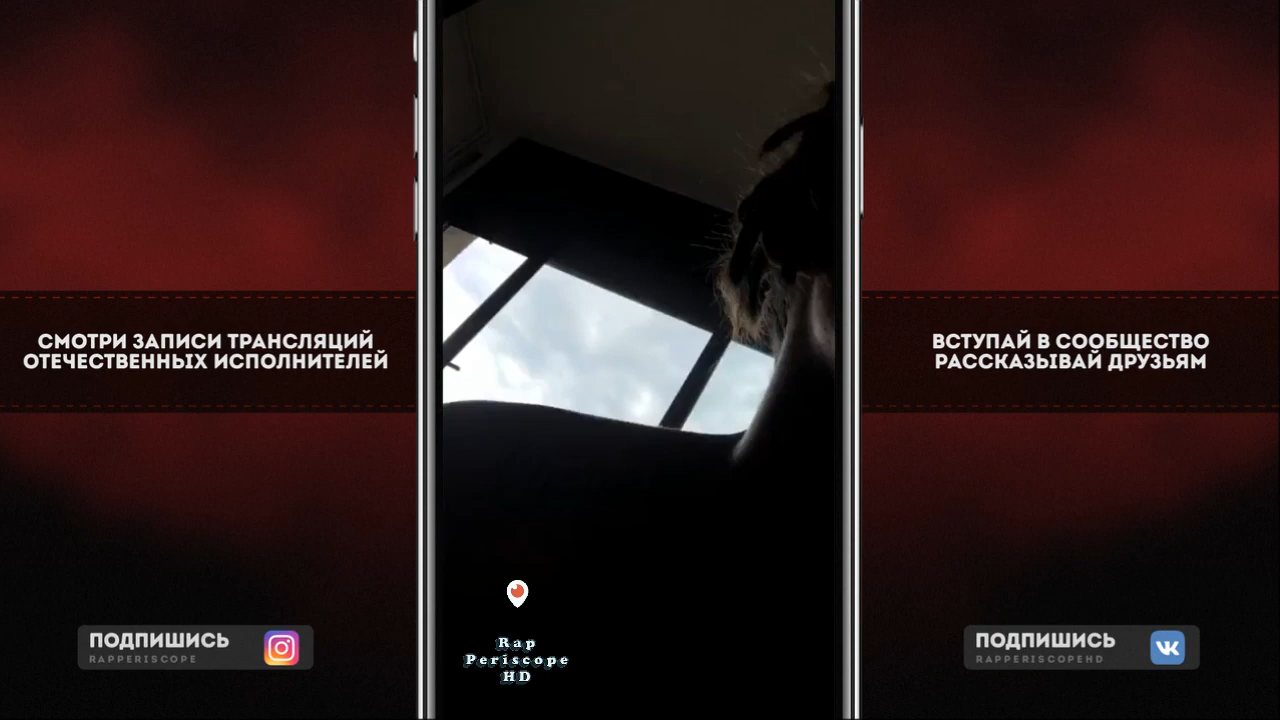 СМОТРИ ЗАПИСИ ТРАНСЛЯЦИЙ
ОТЕЧЕСТВЕННЫХ ИСПОЛНИТЕЛЕЙ
ВСТУПАЙ В СООБЩЕСТВО
РАССКАЗЫВАЙ ДРУЗЬЯМ
Rap
Periscope
HD
ПОДПИШИСЬ
RAPPERISCOPE
ПОДПИШИСЬ
RAPPERISCOPEHD